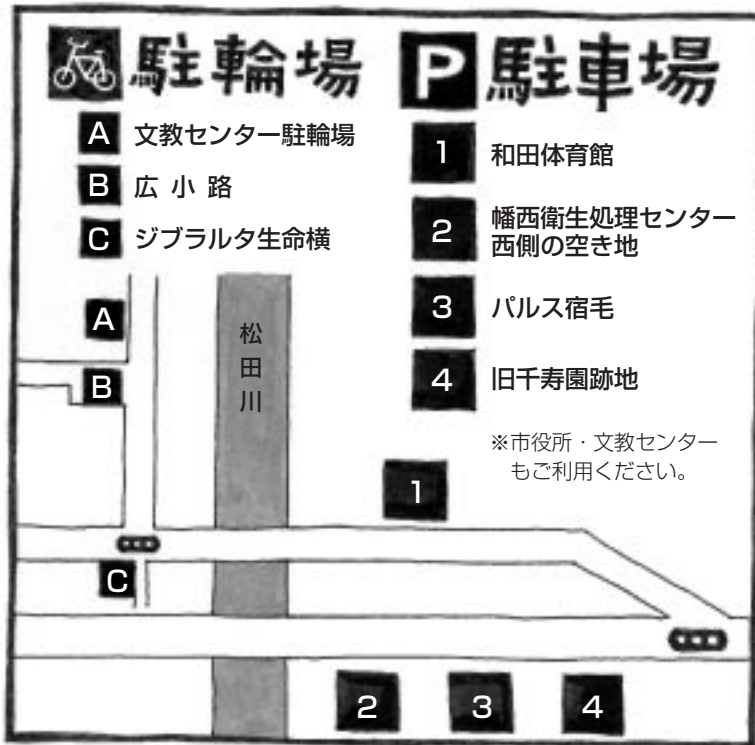 駐輪場
A 文教センター駐輪場
B 広小路
C ジブラルタ生命横
P 駐車場
1 和田体育館
2 幡西衛生処理センター
西側の空き地
3 パルス宿毛
4 旧千寿園跡地
※市役所・文教センター
もご利用ください。
A
B
松田川
1
C
2
3
4